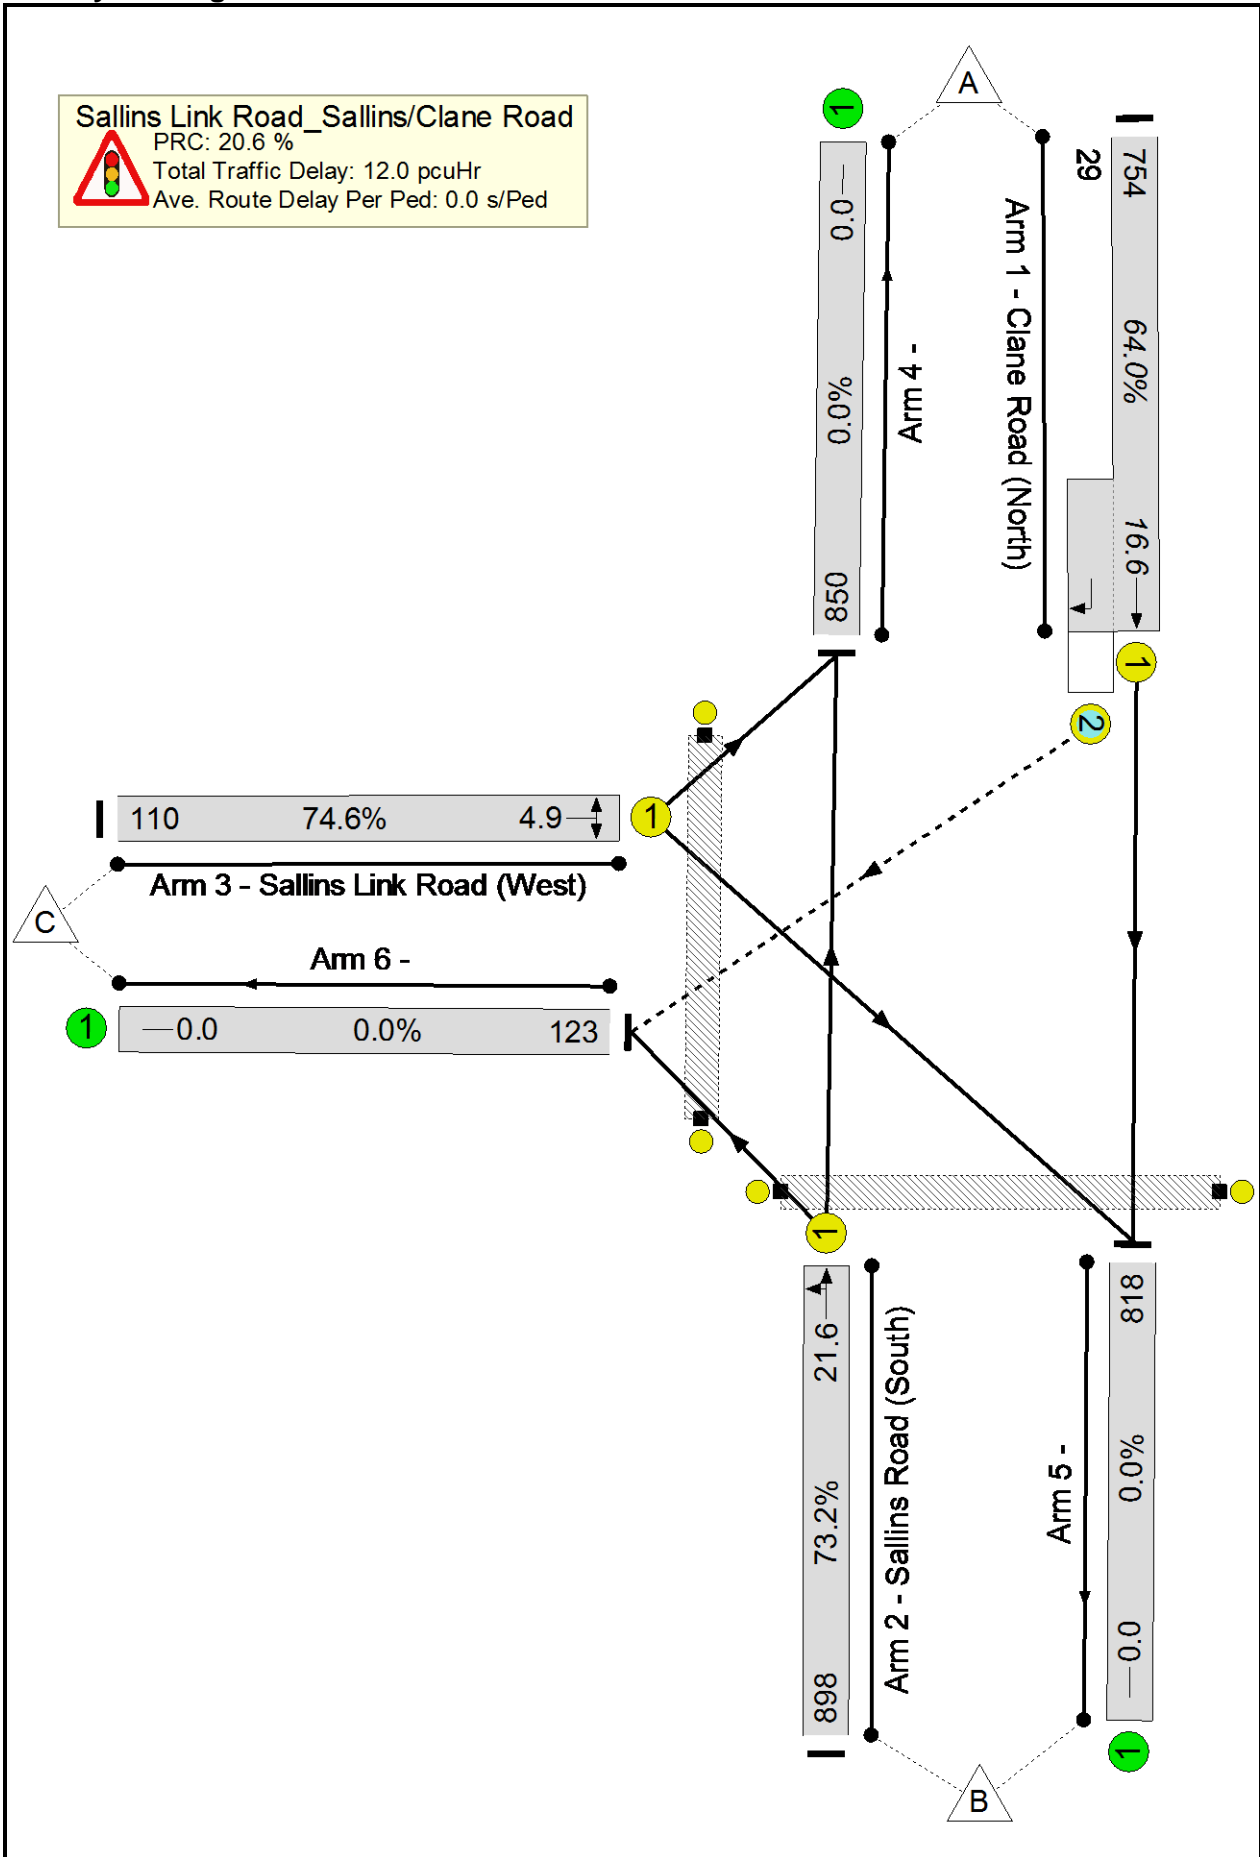 Sallins Link Road_Sallins/Clane Road
PRC: 20.6 %
Total Traffic Delay: 12.0 pcuHr
Ave. Route Delay Per Ped: 0.0 s/Ped
A
1
0.0
0.0%
850
Arm 4 -
Arm 1 - Clane Road (North)
29
754
64.0%
16.6
1
2
110
74.6%
4.9
1
Arm 3 - Sallins Link Road (West)
C
Arm 6 -
1
0.0
0.0%
123
1
21.6
73.2%
898
Arm 2 - Sallins Road (South)
Arm 5 -
818
0.0%
0.0
1
B